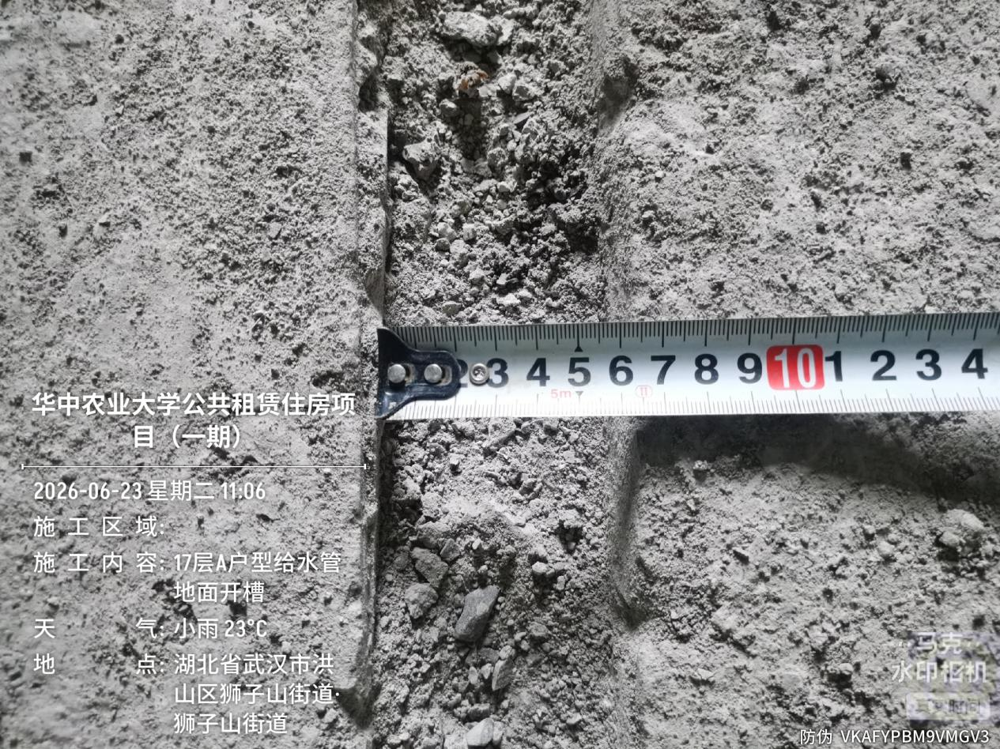 2 3 4 5 6 7 8 9 10 1 2 3 4
5m
Ⅱ
华中农业大学公共租赁住房项
目（一期）
2026-06-23 星期二 11:06
施工区域:
施工内容: 17层A户型给水管
地面开槽
天气: 小雨 23°C
地点: 湖北省武汉市洪
山区狮子山街道·
狮子山街道
马克
水印相机
防伪 VKAFYPBM9VMGV3